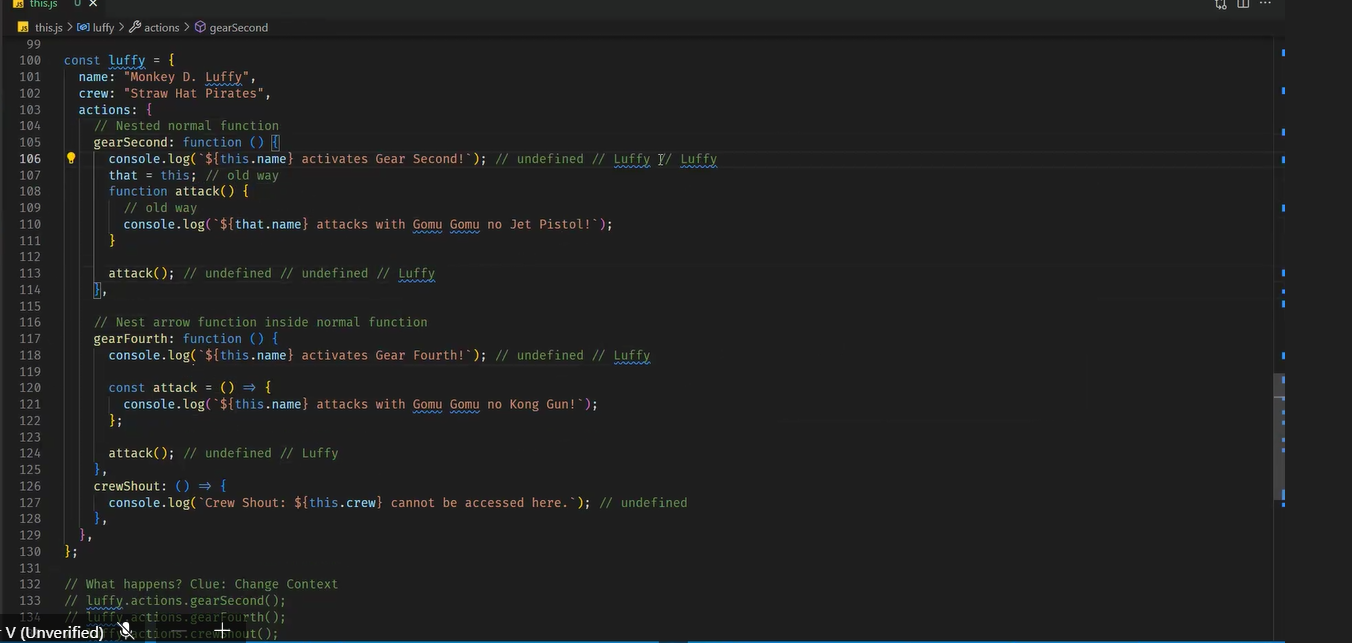 this.js U ×
this.js > luffy > actions > gearSecond
99
100 const luffy = {
101 name: "Monkey D. Luffy",
102 crew: "Straw Hat Pirates",
103 actions: {
104 // Nested normal function
105 gearSecond: function () {
106 console.log(`${this.name} activates Gear Second!`); // undefined // Luffy // Luffy
107 that = this; // old way
108 function attack() {
109 // old way
110 console.log(`${that.name} attacks with Gomu Gomu no Jet Pistol!`);
111 }
112
113 attack(); // undefined // undefined // Luffy
114 },
115
116 // Nest arrow function inside normal function
117 gearFourth: function () {
118 console.log(`${this.name} activates Gear Fourth!`); // undefined // Luffy
119
120 const attack = () => {
121 console.log(`${this.name} attacks with Gomu Gomu no Kong Gun!`);
122 };
123
124 attack(); // undefined // Luffy
125 },
126 crewShout: () => {
127 console.log(`Crew Shout: ${this.crew} cannot be accessed here.`); // undefined
128 },
129 },
130 };
131
132 // What happens? Clue: Change Context
133 // luffy.actions.gearSecond();
134 // luffy.actions.gearFourth();
V (Unverified)